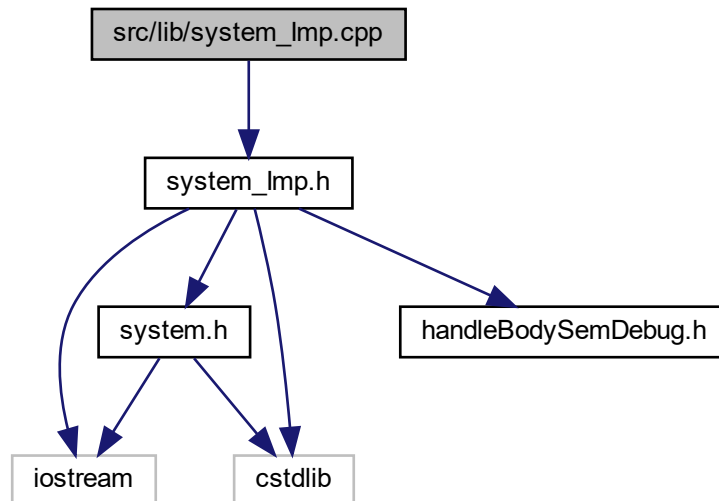 src/lib/system_Imp.cpp
system_Imp.h
system.h
handleBodySemDebug.h
iostream
cstdlib